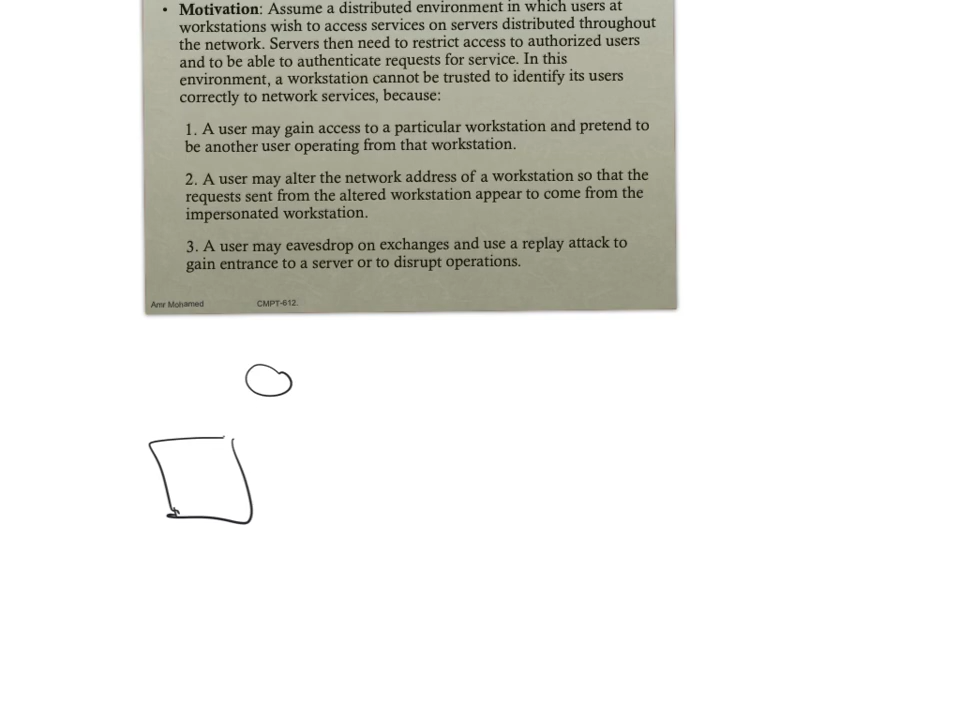 • Motivation: Assume a distributed environment in which users at
workstations wish to access services on servers distributed throughout
the network. Servers then need to restrict access to authorized users
and to be able to authenticate requests for service. In this
environment, a workstation cannot be trusted to identify its users
correctly to network services, because:
1. A user may gain access to a particular workstation and pretend to
be another user operating from that workstation.
2. A user may alter the network address of a workstation so that the
requests sent from the altered workstation appear to come from the
impersonated workstation.
3. A user may eavesdrop on exchanges and use a replay attack to
gain entrance to a server or to disrupt operations.
Amr Mohamed CMPT-612.